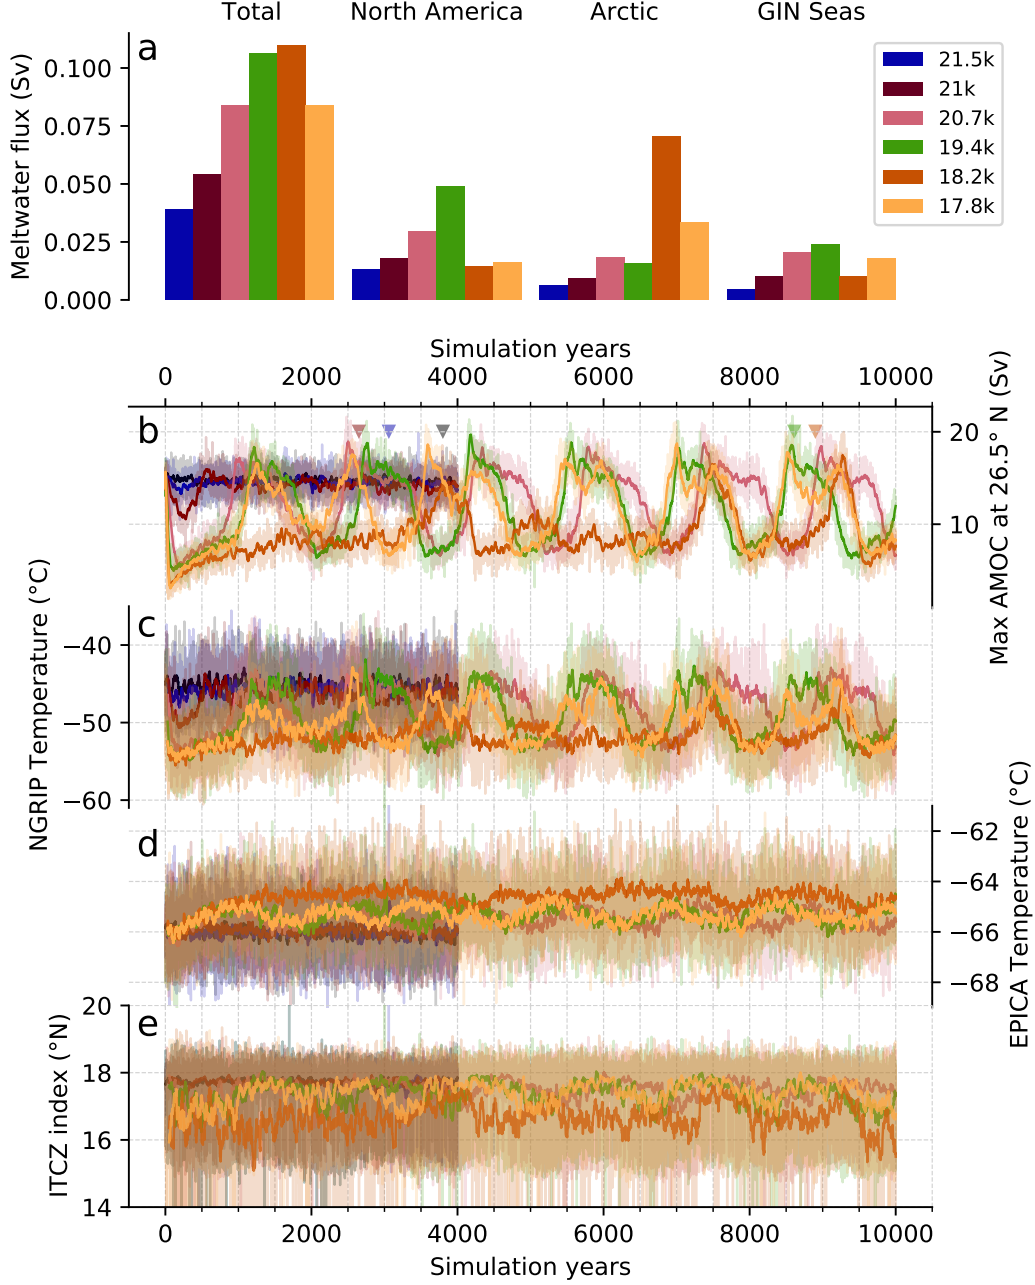 Total North America Arctic GIN Seas
a
Meltwater flux (Sv)
0.100
0.075
0.050
0.025
0.000
21.5k
21k
20.7k
19.4k
18.2k
17.8k
Simulation years
0 2000 4000 6000 8000 10000
b
20
10
Max AMOC at 26.5° N (Sv)
c
−40
−50
−60
NGRIP Temperature (°C)
d
−62
−64
−66
−68
EPICA Temperature (°C)
e
20
18
16
14
ITCZ index (°N)
0 2000 4000 6000 8000 10000
Simulation years